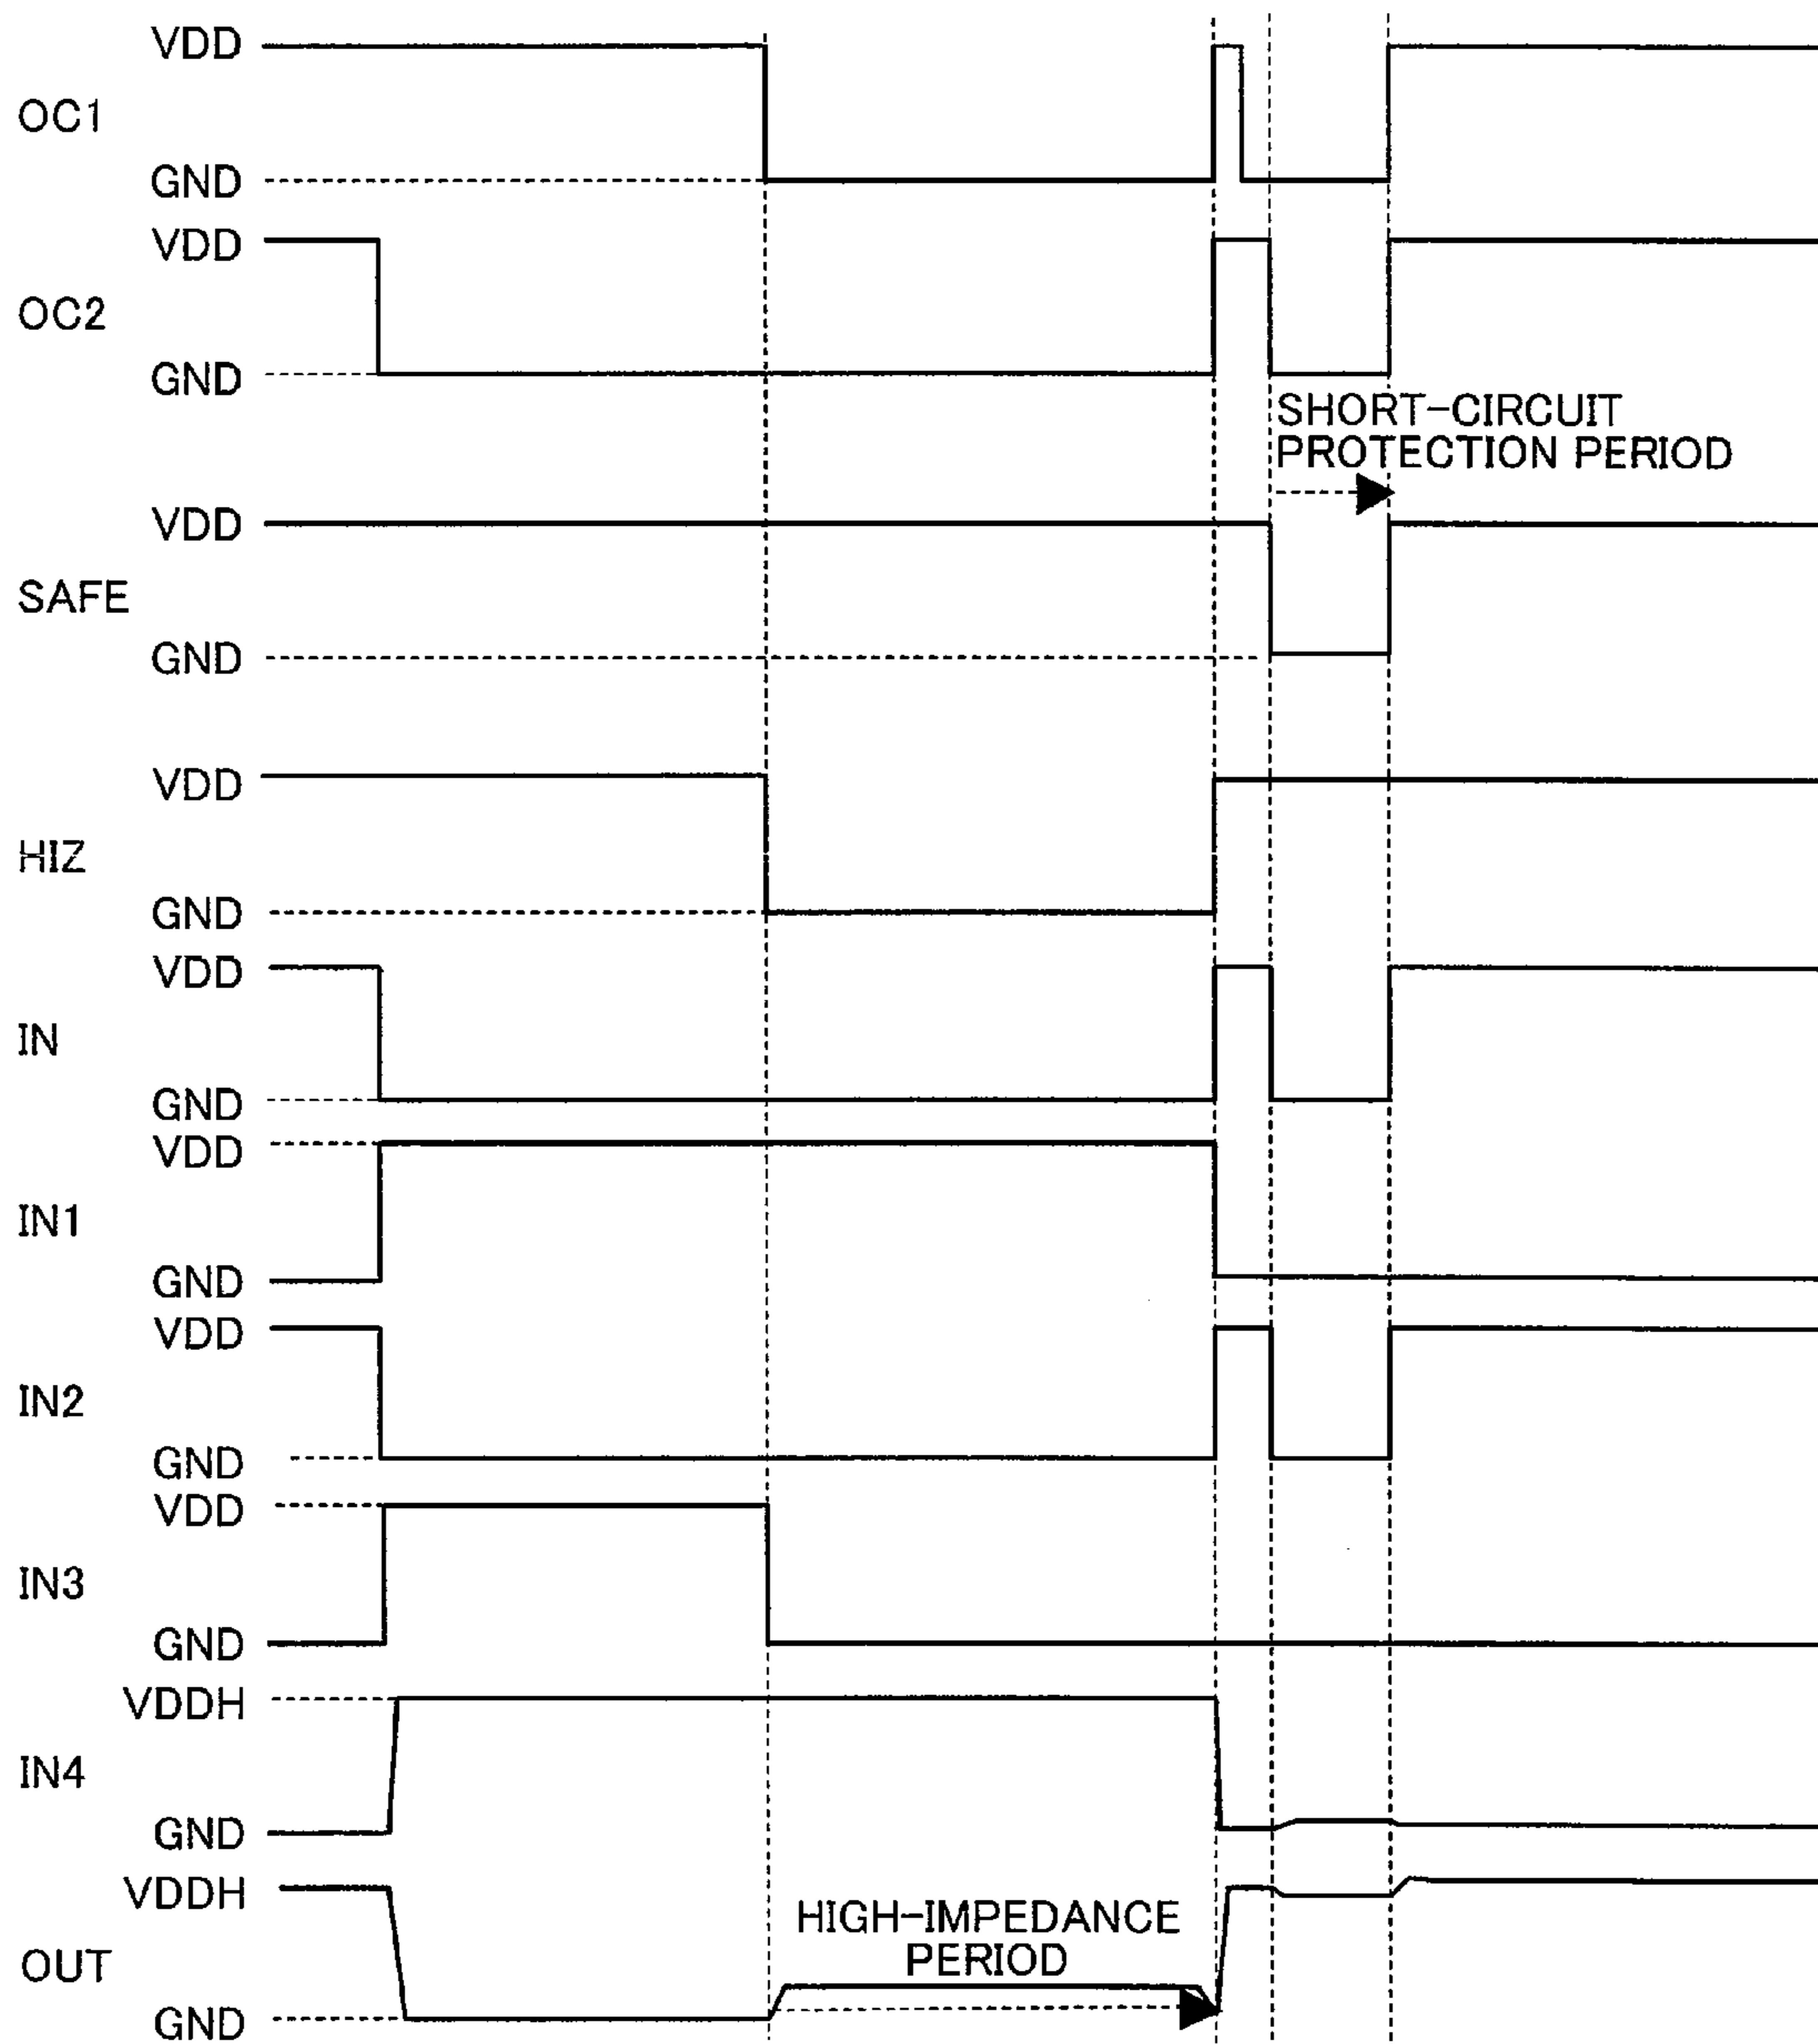 VDD
OC1
GND
VDD
OC2
GND
SHORT-CIRCUIT
PROTECTION PERIOD
VDD
SAFE
GND
VDD
HIZ
GND
VDD
IN
GND
VDD
IN1
GND
VDD
IN2
GND
VDD
IN3
GND
VDDH
IN4
GND
VDDH
HIGH-IMPEDANCE
PERIOD
OUT
GND